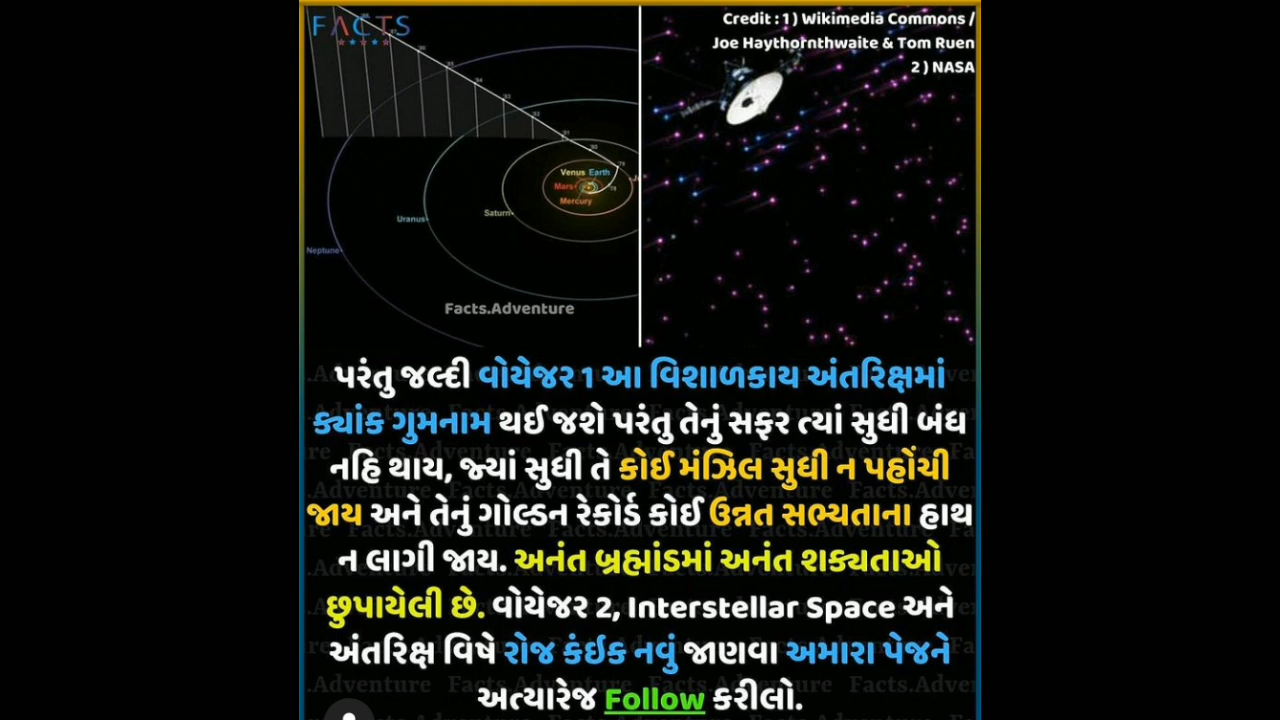 FACTS
Credit : 1 ) Wikimedia Commons /
Joe Haythornthwaite & Tom Ruen
2 ) NASA
Venus Earth
Mars
Mercury
Saturn
Uranus
Neptune
Facts.Adventure
પરંતુ જલ્દી વોયેજર 1 આ વિશાળકાય અંતરિક્ષમાં
ક્યાંક ગુમનામ થઈ જશે પરંતુ તેનું સફર ત્યાં સુધી બંધ
નહિ થાય, જ્યાં સુધી તે કોઈ મંઝિલ સુધી ન પહોંચી
જાય અને તેનું ગોલ્ડન રેકોર્ડ કોઈ ઉન્નત સભ્યતાના હાથ
ન લાગી જાય. અનંત બ્રહ્માંડમાં અનંત શક્યતાઓ
છુપાયેલી છે. વોયેજર 2, Interstellar Space અને
અંતરિક્ષ વિષે રોજ કંઇક નવું જાણવા અમારા પેજને
અત્યારેજ Follow કરીલો.